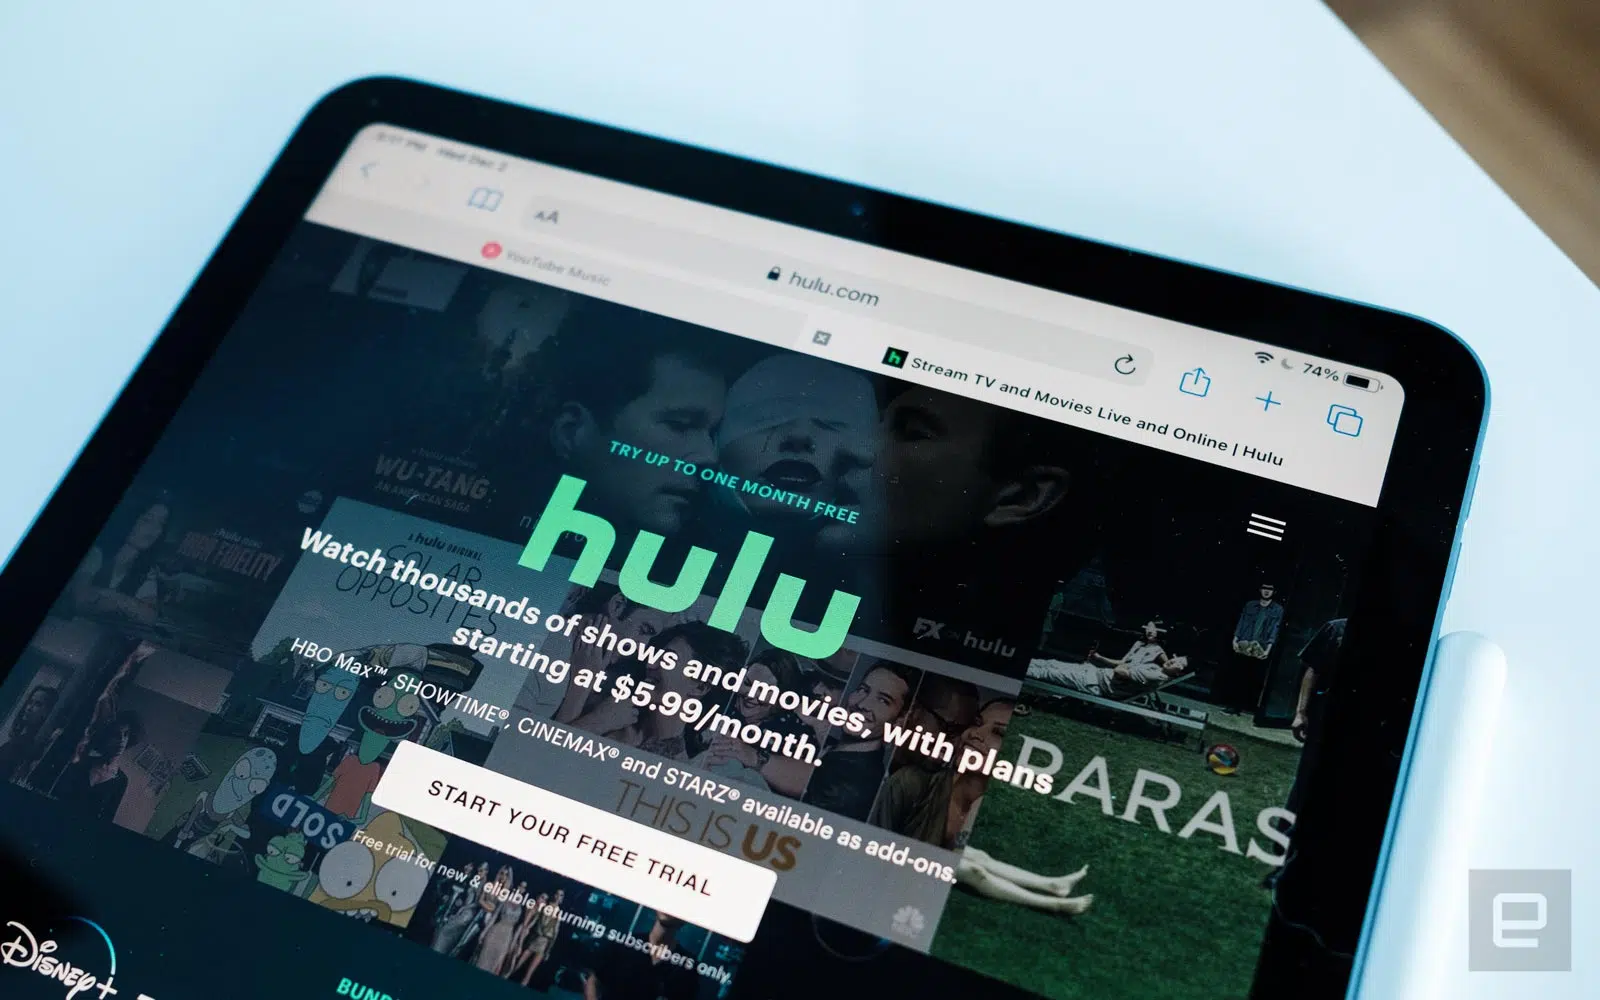 Wed Dec 2
74%
AA
hulu.com
YouTube Music
h Stream TV and Movies Live and Online | Hulu
TRY UP TO ONE MONTH FREE
hulu
Watch thousands of shows and movies, with plans
starting at $5.99/month.
HBO Max™, SHOWTIME®, CINEMAX® and STARZ® available as add-ons.
START YOUR FREE TRIAL
Free trial for new & eligible returning subscribers only.
WU-TANG
AN AMERICAN SAGA
HIGH FIDELITY
hulu ORIGINAL
SOLAR
OPPOSITES
SOLD
FX ON hulu
THIS IS US
NBC
PARAS
Disney+
BUND
e